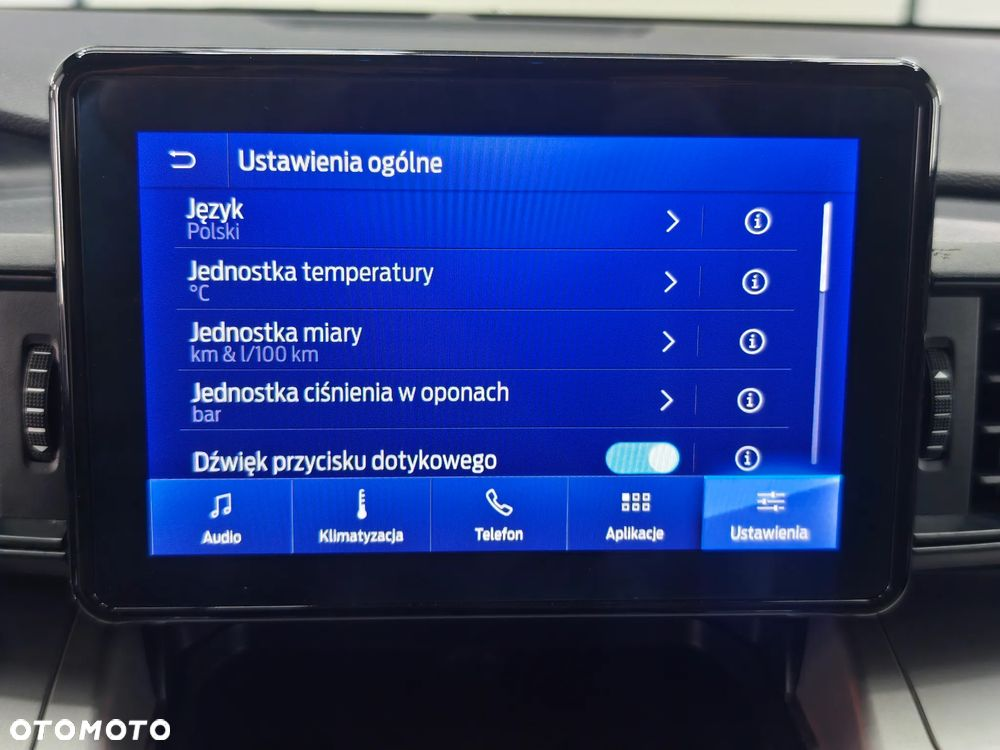 Ustawienia ogólne
Język
Polski
Jednostka temperatury
°C
Jednostka miary
km & l/100 km
Jednostka ciśnienia w oponach
bar
Dźwięk przycisku dotykowego
Audio
Klimatyzacja
Telefon
Aplikacje
Ustawienia
OTOMOTO